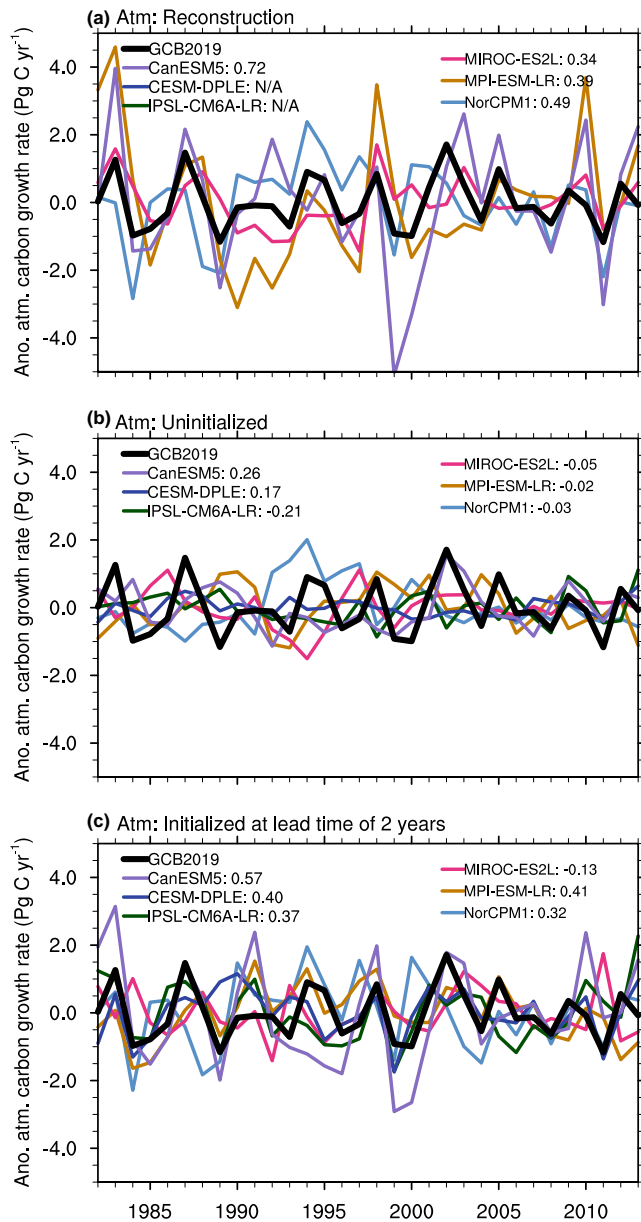 (a) Atm: Reconstruction
GCB2019
CanESM5: 0.72
CESM-DPLE: N/A
IPSL-CM6A-LR: N/A
MIROC-ES2L: 0.34
MPI-ESM-LR: 0.39
NorCPM1: 0.49
Ano. atm. carbon growth rate (Pg C yr⁻¹)
4.0
2.0
0.0
-2.0
-4.0
(b) Atm: Uninitialized
GCB2019
CanESM5: 0.26
CESM-DPLE: 0.17
IPSL-CM6A-LR: -0.21
MIROC-ES2L: -0.05
MPI-ESM-LR: -0.02
NorCPM1: -0.03
Ano. atm. carbon growth rate (Pg C yr⁻¹)
4.0
2.0
0.0
-2.0
-4.0
(c) Atm: Initialized at lead time of 2 years
GCB2019
CanESM5: 0.57
CESM-DPLE: 0.40
IPSL-CM6A-LR: 0.37
MIROC-ES2L: -0.13
MPI-ESM-LR: 0.41
NorCPM1: 0.32
Ano. atm. carbon growth rate (Pg C yr⁻¹)
4.0
2.0
0.0
-2.0
-4.0
1985 1990 1995 2000 2005 2010